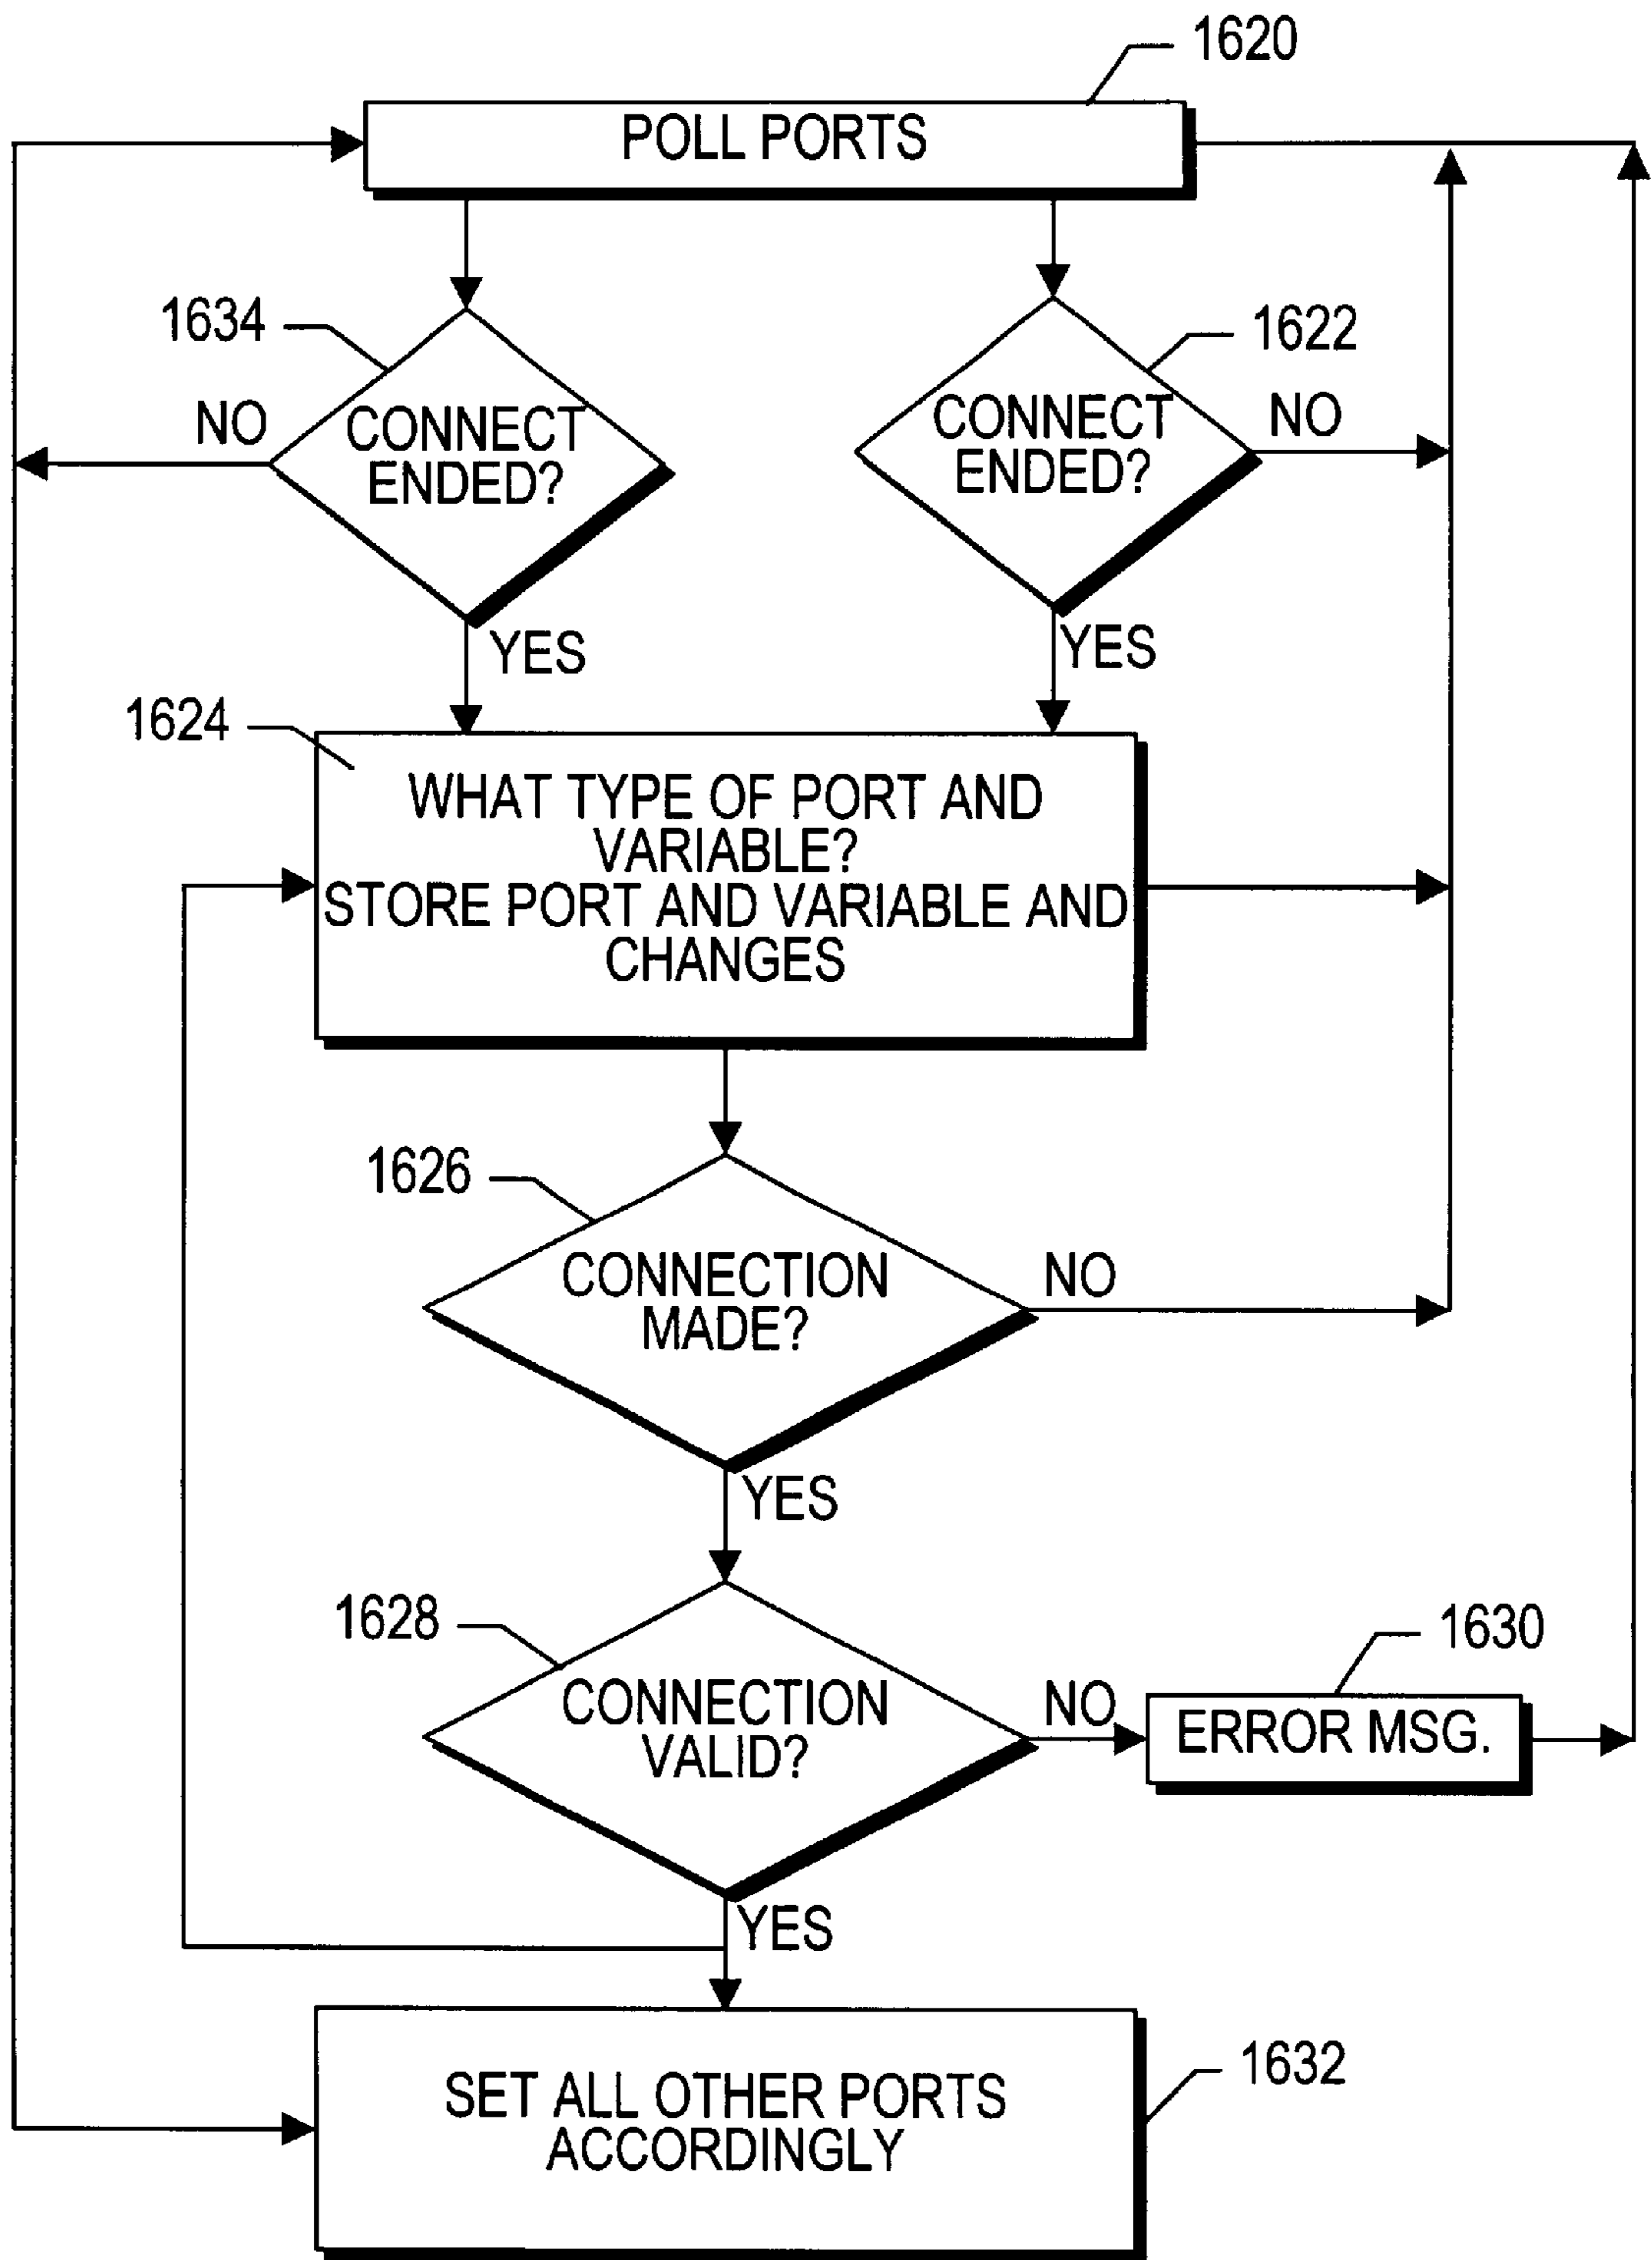 1620
POLL PORTS
1634
1622
NO
CONNECT
ENDED?
CONNECT
ENDED?
NO
YES
YES
1624
WHAT TYPE OF PORT AND
VARIABLE?
STORE PORT AND VARIABLE AND
CHANGES
1626
CONNECTION
MADE?
NO
YES
1628
CONNECTION
VALID?
NO
1630
ERROR MSG.
YES
SET ALL OTHER PORTS
ACCORDINGLY
1632